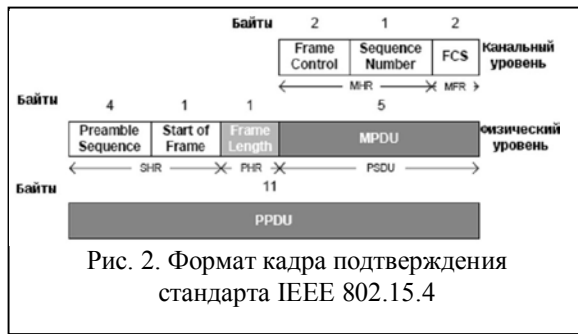 Байты 2 1 2
Frame Control Sequence Number FCS Канальный уровень
MHR MFR
Байты 4 1 1 5
Preamble Sequence Start of Frame Frame Length MPDU Физический уровень
SHR PHR PSDU
Байты 11
PPDU
Рис. 2. Формат кадра подтверждения
стандарта IEEE 802.15.4